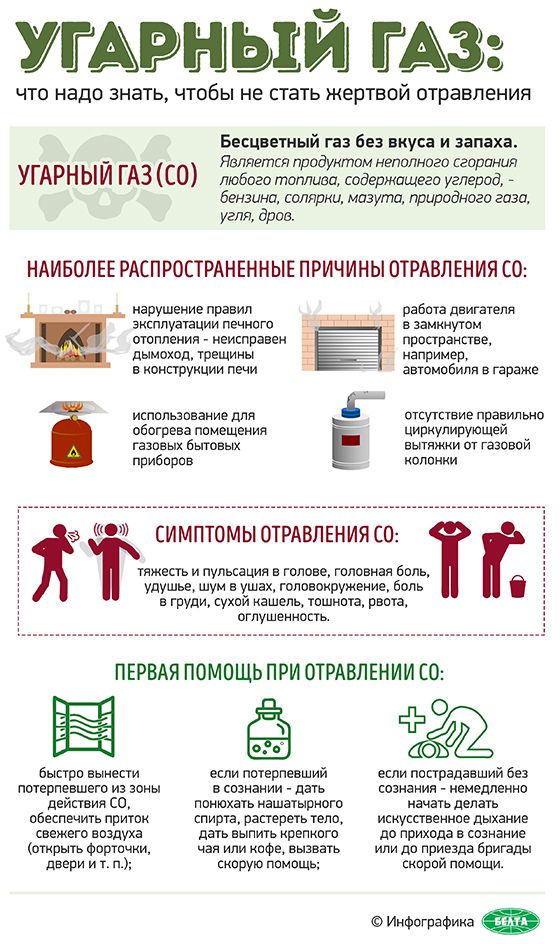 УГАРНЫЙ ГАЗ:
что надо знать, чтобы не стать жертвой отравления
УГАРНЫЙ ГАЗ (СО)
Бесцветный газ без вкуса и запаха.
Является продуктом неполного сгорания
любого топлива, содержащего углерод, -
бензина, солярки, мазута, природного газа,
угля, дров.
НАИБОЛЕЕ РАСПРОСТРАНЕННЫЕ ПРИЧИНЫ ОТРАВЛЕНИЯ СО:
нарушение правил
эксплуатации печного
отопления - неисправен
дымоход, трещины
в конструкции печи
работа двигателя
в замкнутом
пространстве,
например,
автомобиля в гараже
использование для
обогрева помещения
газовых бытовых
приборов
отсутствие правильно
циркулирующей
вытяжки от газовой
колонки
СИМПТОМЫ ОТРАВЛЕНИЯ СО:
тяжесть и пульсация в голове, головная боль,
удушье, шум в ушах, головокружение, боль
в груди, сухой кашель, тошнота, рвота,
оглушенность.
ПЕРВАЯ ПОМОЩЬ ПРИ ОТРАВЛЕНИИ СО:
быстро вынести
потерпевшего из зоны
действия СО,
обеспечить приток
свежего воздуха
(открыть форточки,
двери и т. п.);
если потерпевший
в сознании - дать
понюхать нашатырного
спирта, растереть тело,
дать выпить крепкого
чая или кофе, вызвать
скорую помощь;
если пострадавший без
сознания - немедленно
начать делать
искусственное дыхание
до прихода в сознание
или до приезда бригады
скорой помощи.
© Инфографика
БЕЛТА